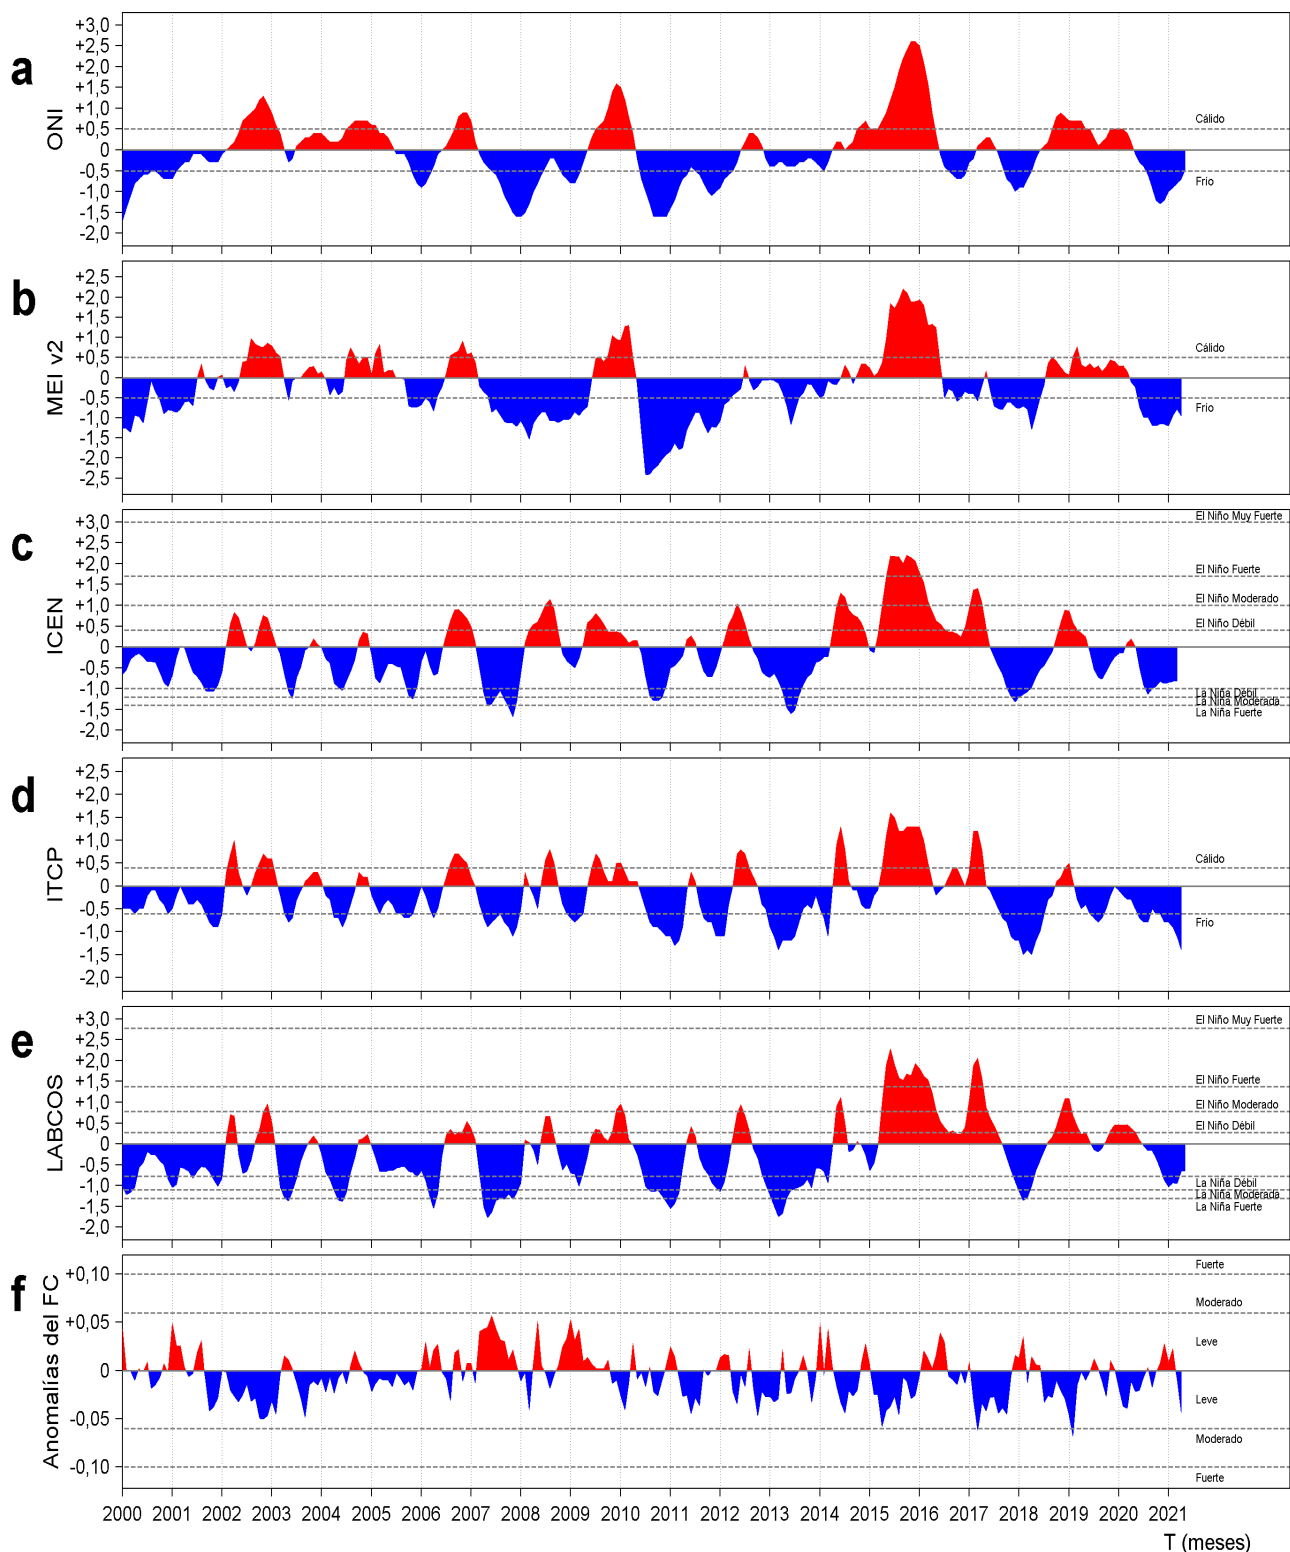 a
ONI
+3,0
+2,5
+2,0
+1,5
+1,0
+0,5
0
-0,5
-1,0
-1,5
-2,0
Cálido
Frío
b
MEI v2
+2,5
+2,0
+1,5
+1,0
+0,5
0
-0,5
-1,0
-1,5
-2,0
-2,5
Cálido
Frío
c
ICEN
+3,0
+2,5
+2,0
+1,5
+1,0
+0,5
0
-0,5
-1,0
-1,5
-2,0
El Niño Muy Fuerte
El Niño Fuerte
El Niño Moderado
El Niño Débil
La Niña Débil
La Niña Moderada
La Niña Fuerte
d
ITCP
+2,5
+2,0
+1,5
+1,0
+0,5
0
-0,5
-1,0
-1,5
-2,0
Cálido
Frío
e
LABCOS
+3,0
+2,5
+2,0
+1,5
+1,0
+0,5
0
-0,5
-1,0
-1,5
-2,0
El Niño Muy Fuerte
El Niño Fuerte
El Niño Moderado
El Niño Débil
La Niña Débil
La Niña Moderada
La Niña Fuerte
f
Anomalías del FC
+0,10
+0,05
0
-0,05
-0,10
Fuerte
Moderado
Leve
Leve
Moderado
Fuerte
2000 2001 2002 2003 2004 2005 2006 2007 2008 2009 2010 2011 2012 2013 2014 2015 2016 2017 2018 2019 2020 2021
T (meses)